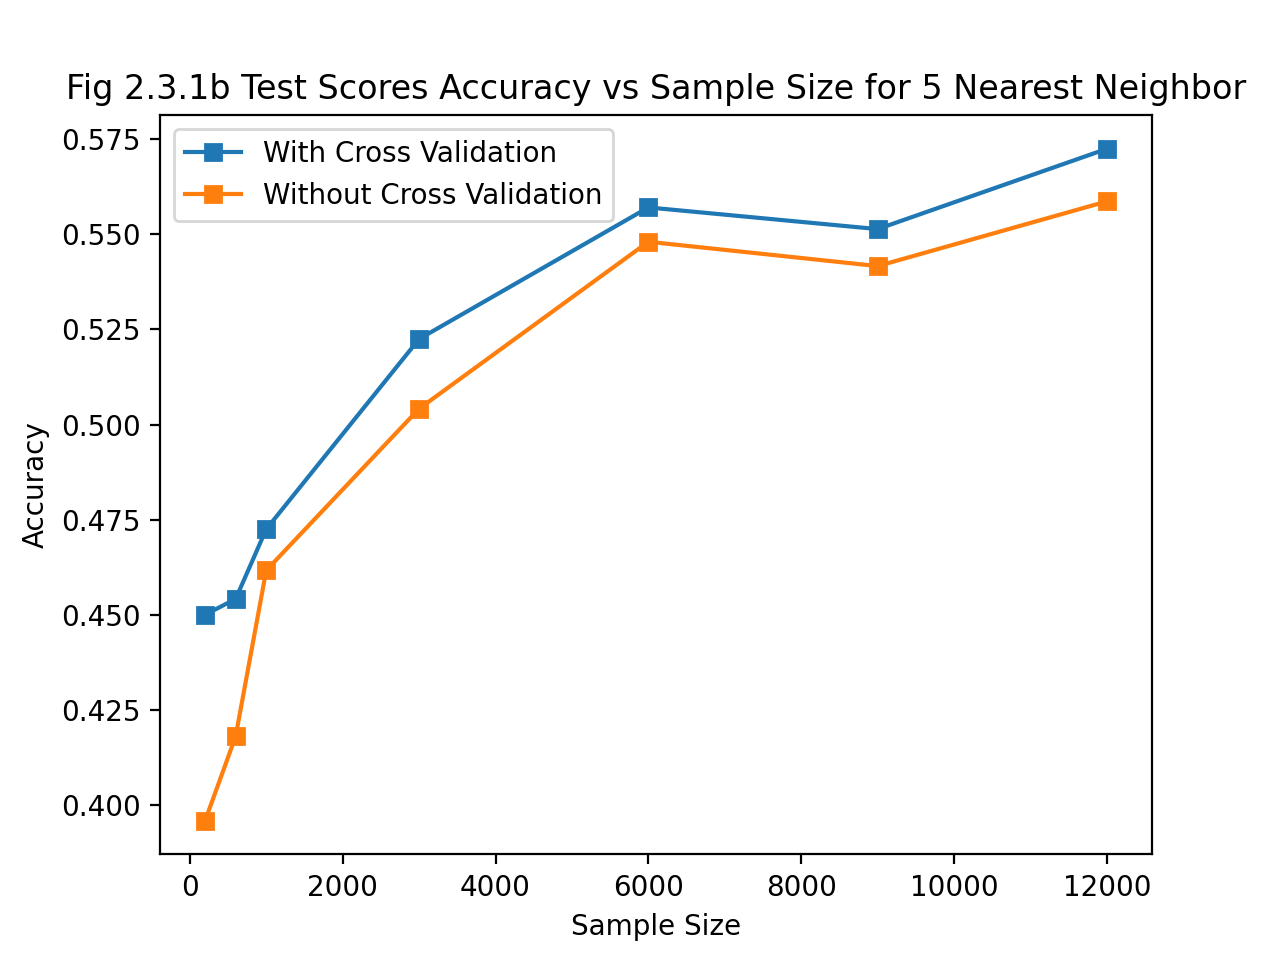 Fig 2.3.1b Test Scores Accuracy vs Sample Size for 5 Nearest Neighbor
With Cross Validation
Without Cross Validation
0.575
0.550
0.525
0.500
0.475
0.450
0.425
0.400
Accuracy
0 2000 4000 6000 8000 10000 12000
Sample Size